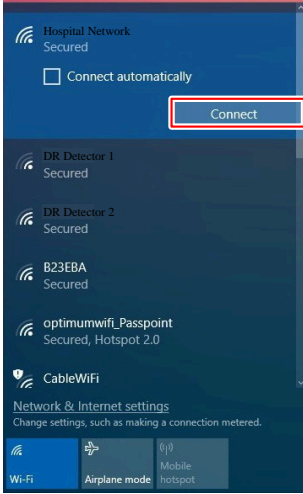 Hospital Network
Secured
Connect automatically
Connect
DR Detector 1
Secured
DR Detector 2
Secured
B23EBA
Secured
optimumwifi_Passpoint
Secured, Hotspot 2.0
CableWiFi
Network & Internet settings
Change settings, such as making a connection metered.
Wi-Fi
Airplane mode
Mobile
hotspot